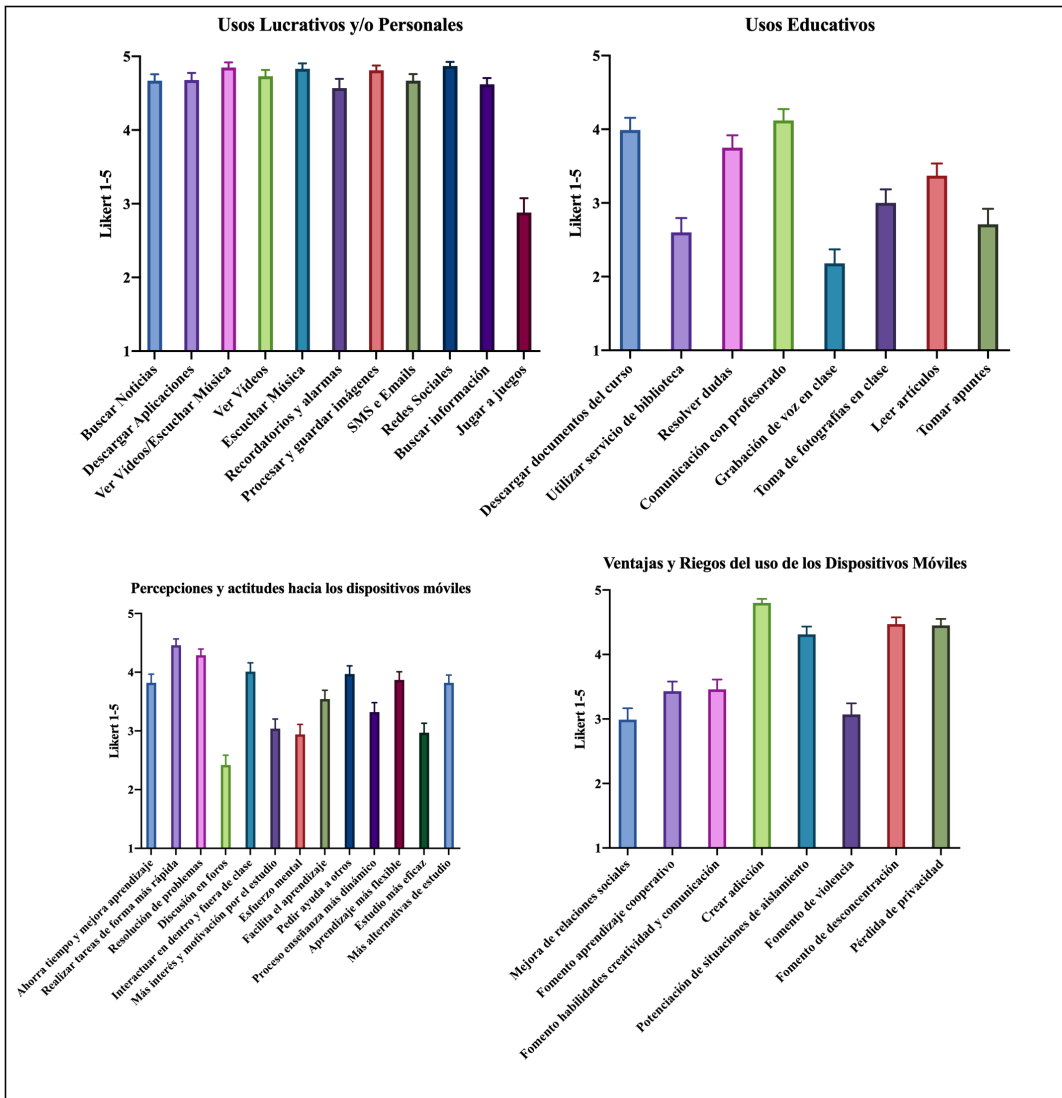 Usos Lucrativos y/o Personales
Likert 1-5
5
4
3
2
1
Buscar Noticias
Descargar Aplicaciones
Ver Vídeos/Escuchar Música
Ver Vídeos
Escuchar Música
Recordatorios y alarmas
Procesar y guardar imágenes
SMS e Emails
Redes Sociales
Buscar información
Jugar a juegos
Usos Educativos
Likert 1-5
5
4
3
2
1
Descargar documentos del curso
Utilizar servicio de biblioteca
Resolver dudas
Comunicación con profesorado
Grabación de voz en clase
Toma de fotografías en clase
Leer artículos
Tomar apuntes
Percepciones y actitudes hacia los dispositivos móviles
Likert 1-5
5
4
3
2
1
Ahorra tiempo y mejora aprendizaje
Realizar tareas de forma más rápida
Resolución de problemas
Discusión en foros
Interactuar en dentro y fuera de clase
Más interés y motivación por el estudio
Esfuerzo mental
Facilita el aprendizaje
Pedir ayuda a otros
Proceso enseñanza más dinámico
Aprendizaje más flexible
Estudio más eficaz
Más alternativas de estudio
Ventajas y Riegos del uso de los Dispositivos Móviles
Likert 1-5
5
4
3
2
1
Mejora de relaciones sociales
Fomento aprendizaje cooperativo
Fomento habilidades creatividad y comunicación
Crear adicción
Potenciación de situaciones de aislamiento
Fomento de violencia
Fomento de desconcentración
Pérdida de privacidad